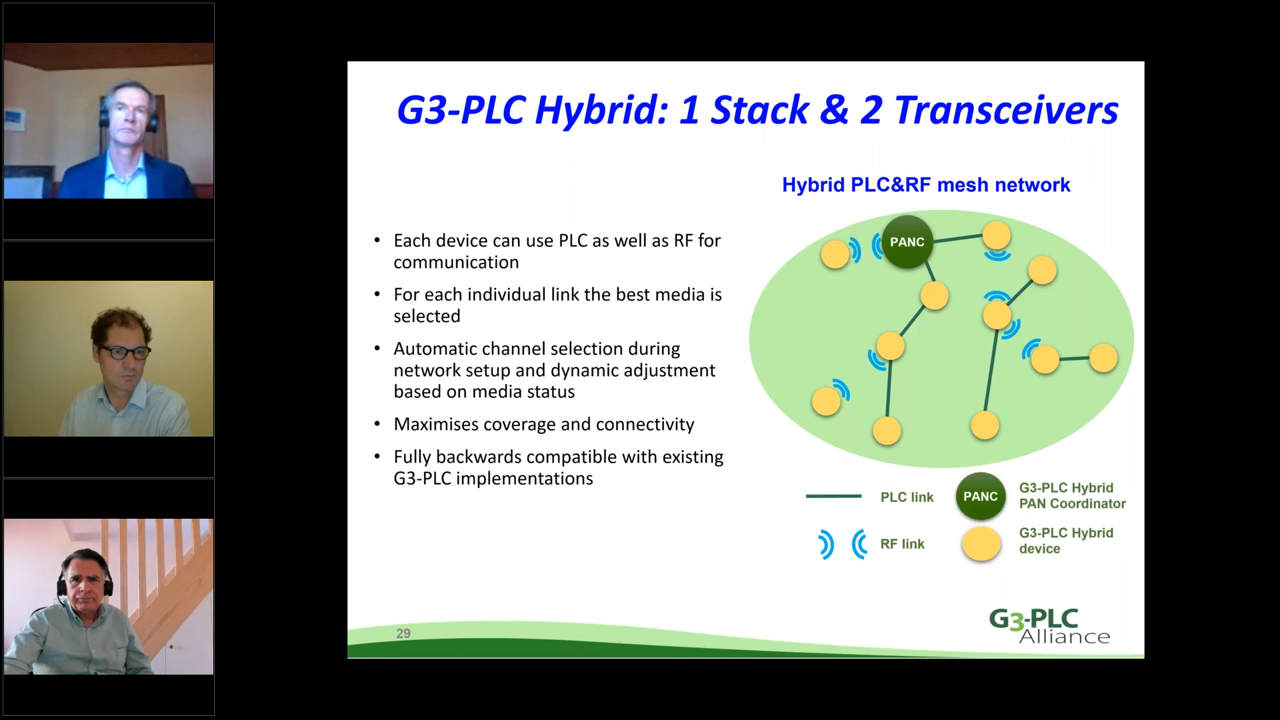 G3-PLC Hybrid: 1 Stack & 2 Transceivers
Hybrid PLC&RF mesh network
• Each device can use PLC as well as RF for
communication
• For each individual link the best media is
selected
• Automatic channel selection during
network setup and dynamic adjustment
based on media status
• Maximises coverage and connectivity
• Fully backwards compatible with existing
G3-PLC implementations
PANC
PLC link
PANC
G3-PLC Hybrid
PAN Coordinator
RF link
G3-PLC Hybrid
device
29
G3-PLC
Alliance